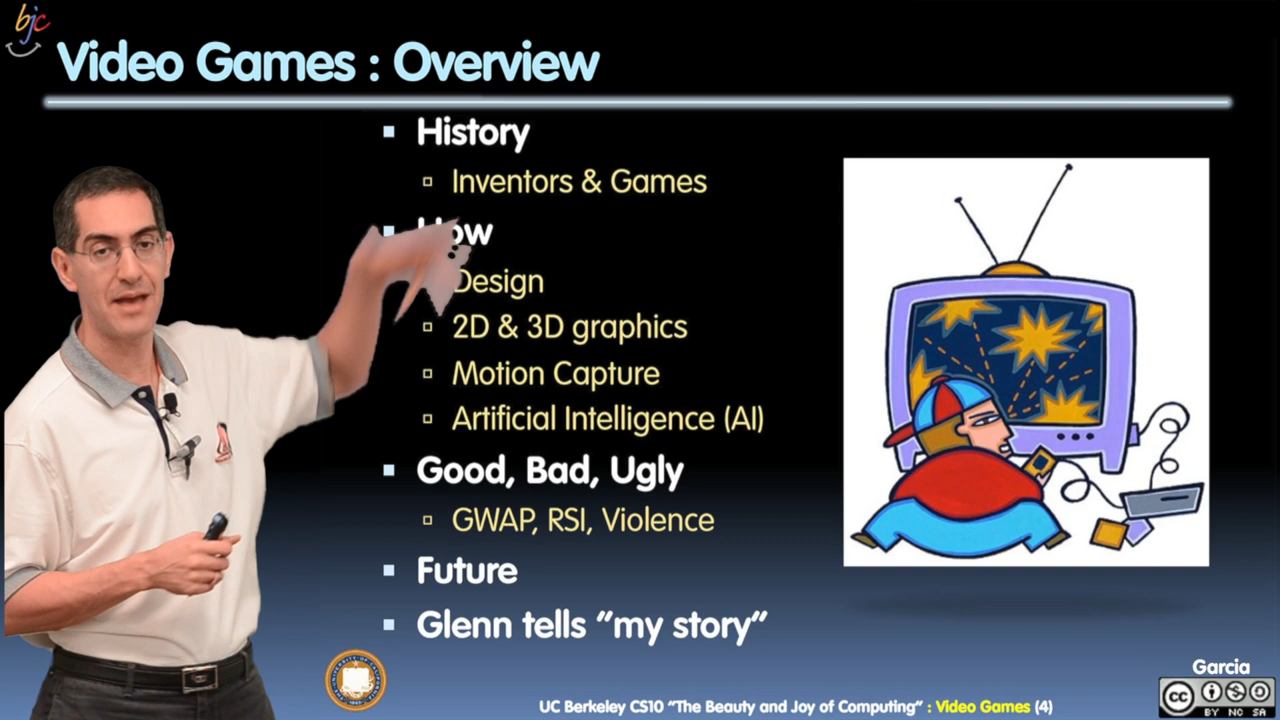 bjc
Video Games : Overview
History
Inventors & Games
How
Design
2D & 3D graphics
Motion Capture
Artificial Intelligence (AI)
Good, Bad, Ugly
GWAP, RSI, Violence
Future
Glenn tells “my story”
Garcia
UC Berkeley CS10 “The Beauty and Joy of Computing” : Video Games (4)
cc
BY NC SA